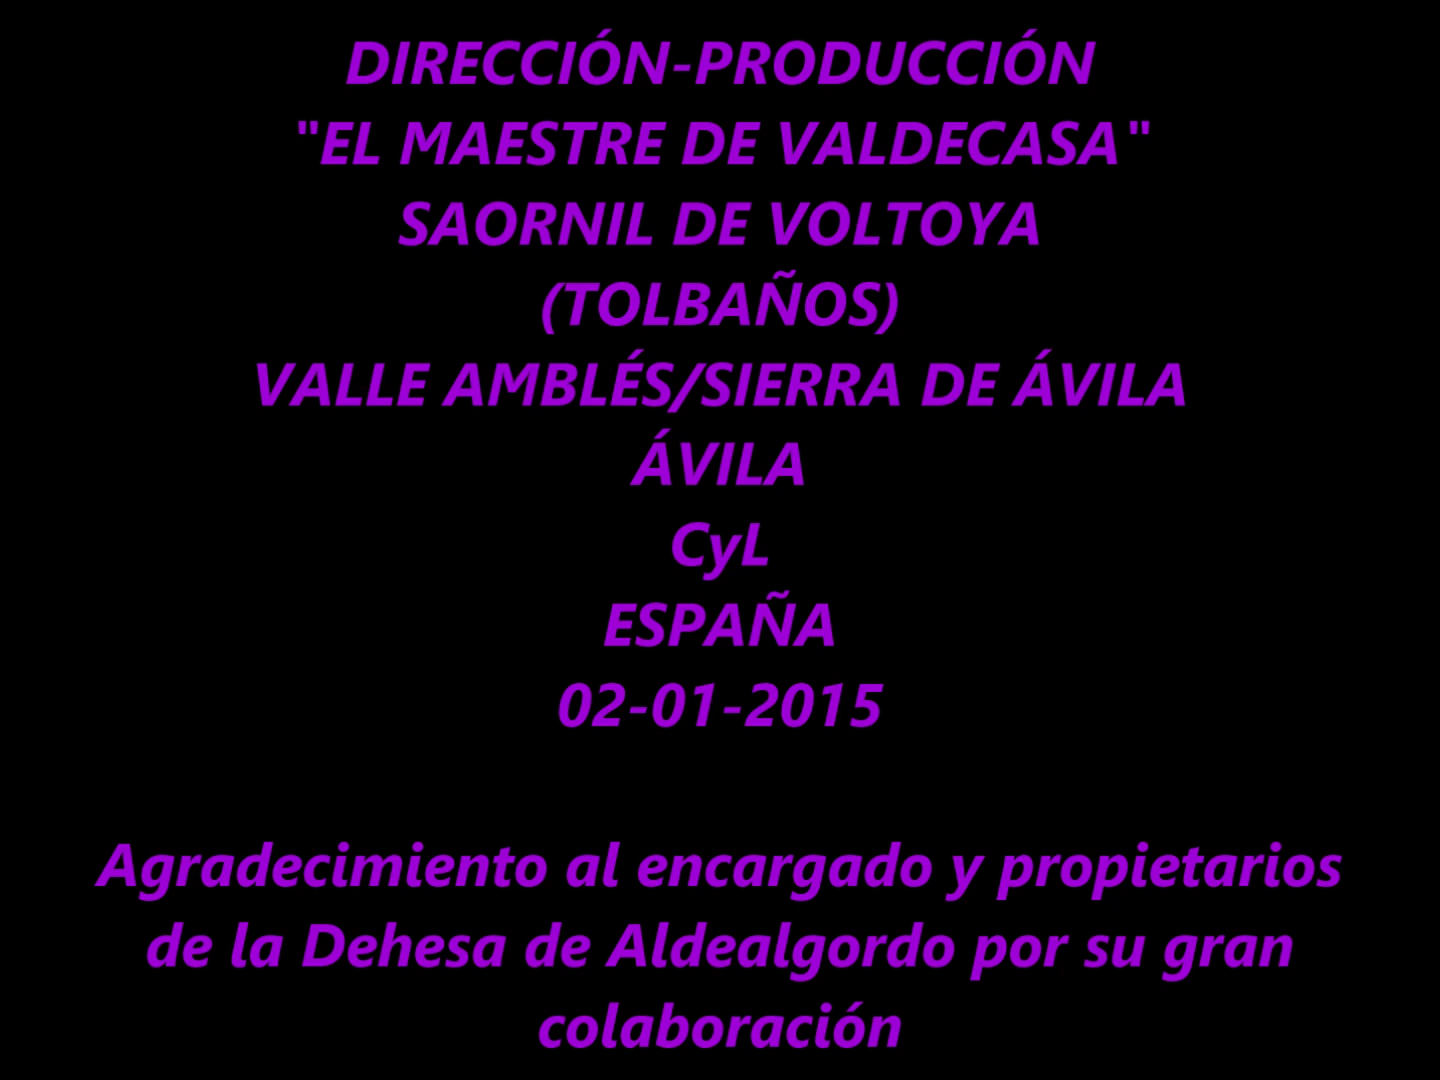 DIRECCIÓN-PRODUCCIÓN
"EL MAESTRE DE VALDECASA"
SAORNIL DE VOLTOYA
(TOLBAÑOS)
VALLE AMBLÉS/SIERRA DE ÁVILA
ÁVILA
CyL
ESPAÑA
02-01-2015
Agradecimiento al encargado y propietarios
de la Dehesa de Aldealgordo por su gran
colaboración